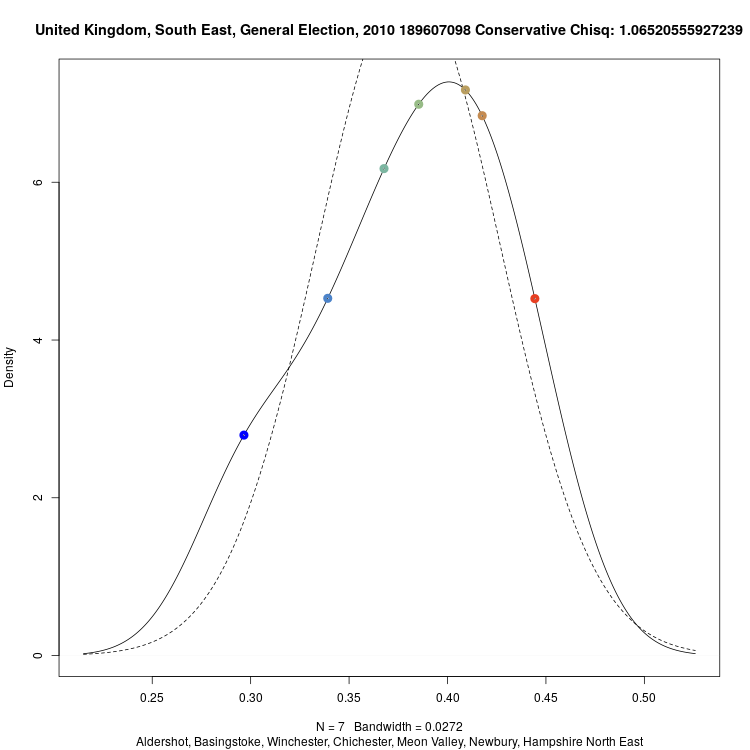 United Kingdom, South East, General Election, 2010 189607098 Conservative Chisq: 1.06520555927239
Density
6
4
2
0
0.25 0.30 0.35 0.40 0.45 0.50
N = 7 Bandwidth = 0.0272
Aldershot, Basingstoke, Winchester, Chichester, Meon Valley, Newbury, Hampshire North East